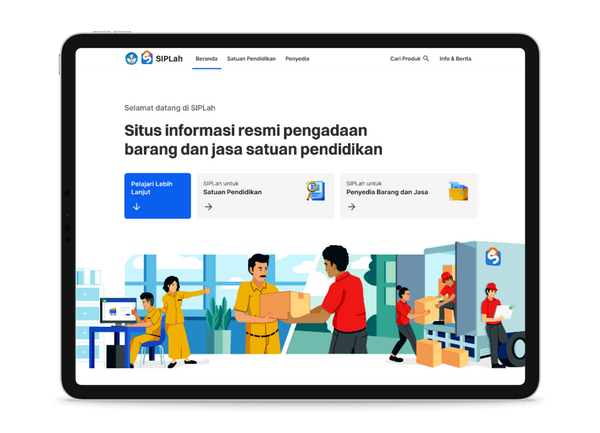 SIPLah Beranda Satuan Pendidikan Penyedia Cari Produk Info & Berita
Selamat datang di SIPLah
Situs informasi resmi pengadaan
barang dan jasa satuan pendidikan
Pelajari Lebih
Lanjut
SIPLah untuk
Satuan Pendidikan
SIPLah untuk
Penyedia Barang dan Jasa